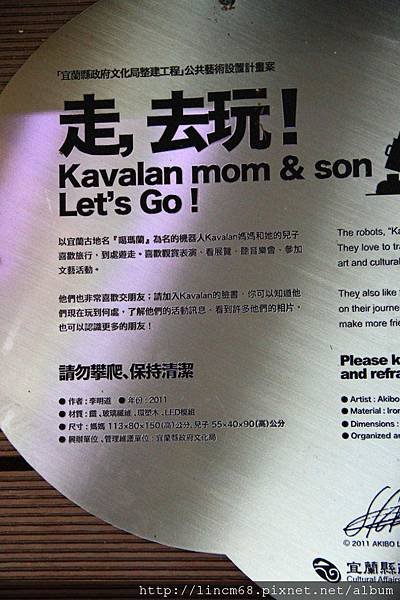 「宜蘭縣政府文化局整建工程」公共藝術設置計畫案
走,去玩!
Kavalan mom & son
Let's Go !
以宜蘭古地名『噶瑪蘭』為名的機器人Kavalan媽媽和她的兒子
喜歡旅行,到處遊走。喜歡觀賞表演、看展覽、聽音樂會、參加
文藝活動。
他們也非常喜歡交朋友;請加入Kavalan的臉書,你可以知道他
們現在玩到何處,了解他們的活動訊息,看到許多他們的相片,
也可以認識更多的朋友!
請勿攀爬、保持清潔
● 作者:李明道 ● 年份:2011
● 材質:鐵、玻璃纖維、環塑木、LED模組
● 尺寸:媽媽 113×80×150(高)公分, 兒子 55×40×90(高)公分
● 興辦單位、管理維護單位:宜蘭縣政府文化局
The robots, "Ka
They love to tra
art and cultural
They also like
on their journe
make more frie
Please k
and refra
● Artist : Akibo
● Material : Iron
● Dimensions :
● Organized an
© 2011 AKIBO L
宜蘭縣政
Cultural Affai
http://lincm68.pixnet.net/album